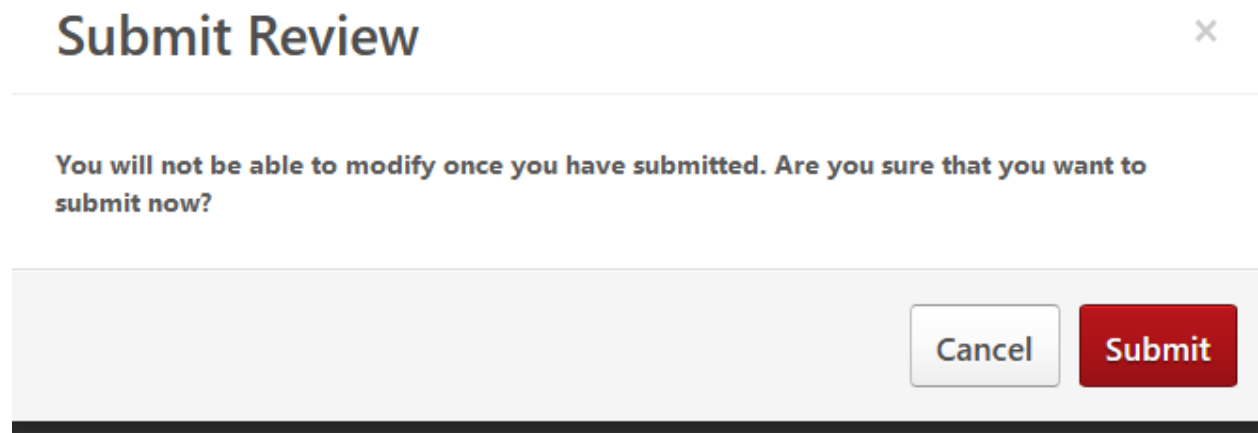 Submit Review
×
You will not be able to modify once you have submitted. Are you sure that you want to
submit now?
Cancel
Submit